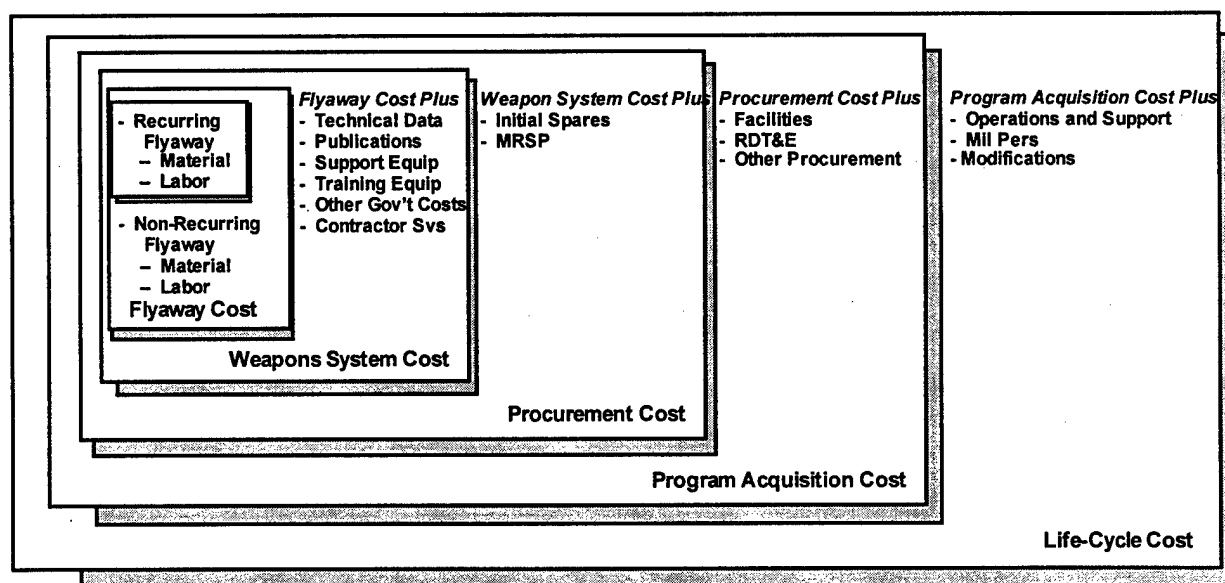 - Recurring
Flyaway
– Material
– Labor
- Non-Recurring
Flyaway
– Material
– Labor
Flyaway Cost
Flyaway Cost Plus
- Technical Data
- Publications
- Support Equip
- Training Equip
- Other Gov't Costs
- Contractor Svs
Weapons System Cost
Weapon System Cost Plus
- Initial Spares
- MRSP
Procurement Cost
Procurement Cost Plus
- Facilities
- RDT&E
- Other Procurement
Program Acquisition Cost
Program Acquisition Cost Plus
- Operations and Support
- Mil Pers
- Modifications
Life-Cycle Cost